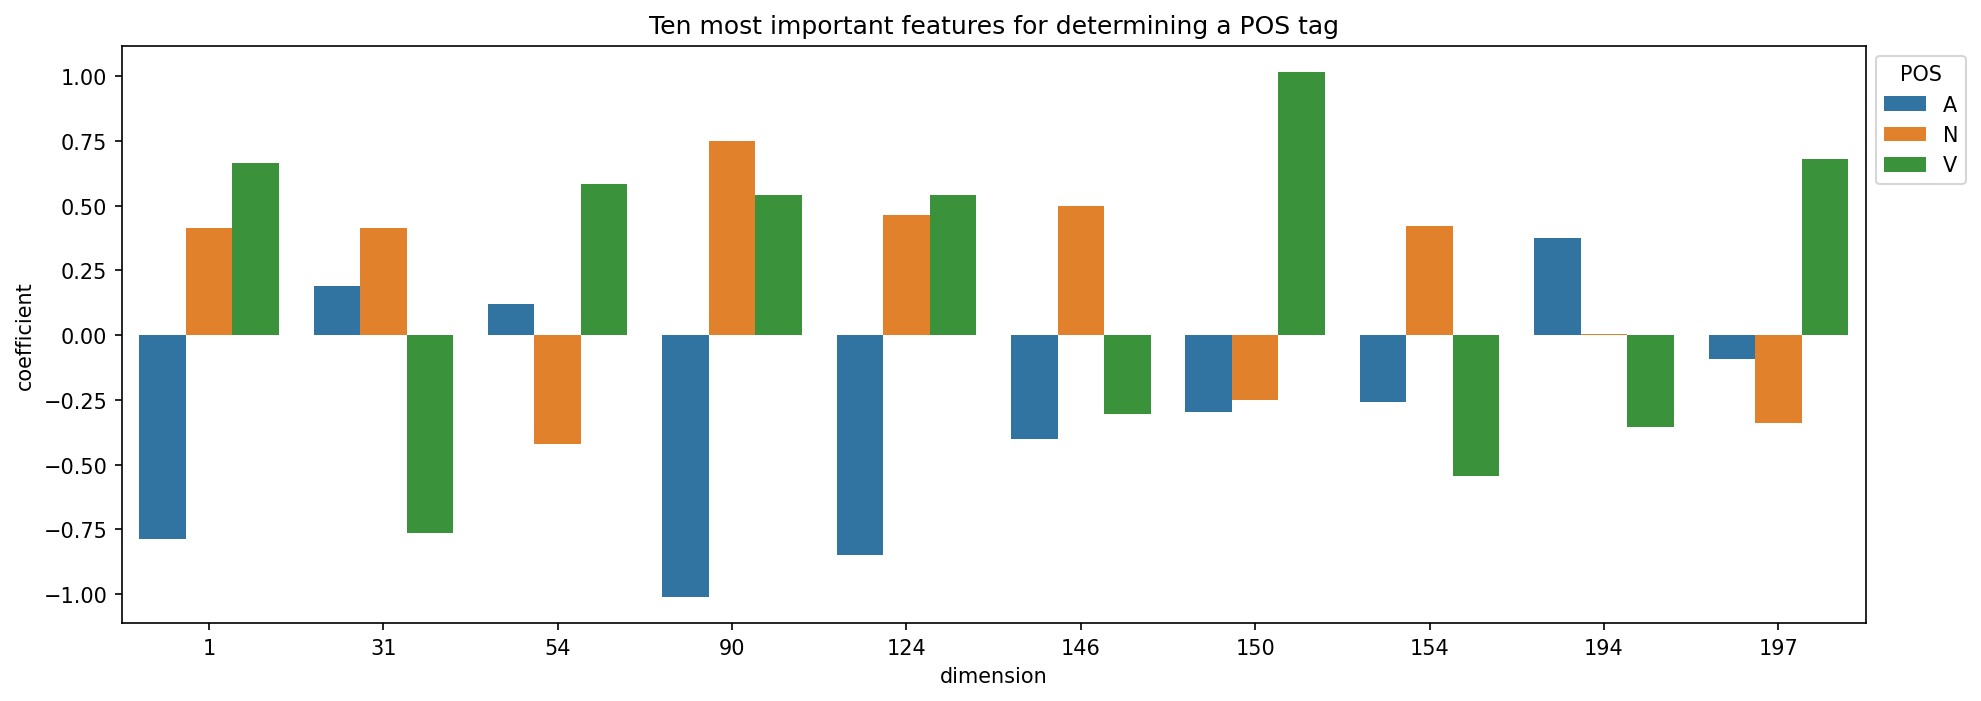 Ten most important features for determining a POS tag
1.00
0.75
0.50
0.25
0.00
−0.25
−0.50
−0.75
−1.00
coefficient
1 31 54 90 124 146 150 154 194 197
dimension
POS
A
N
V